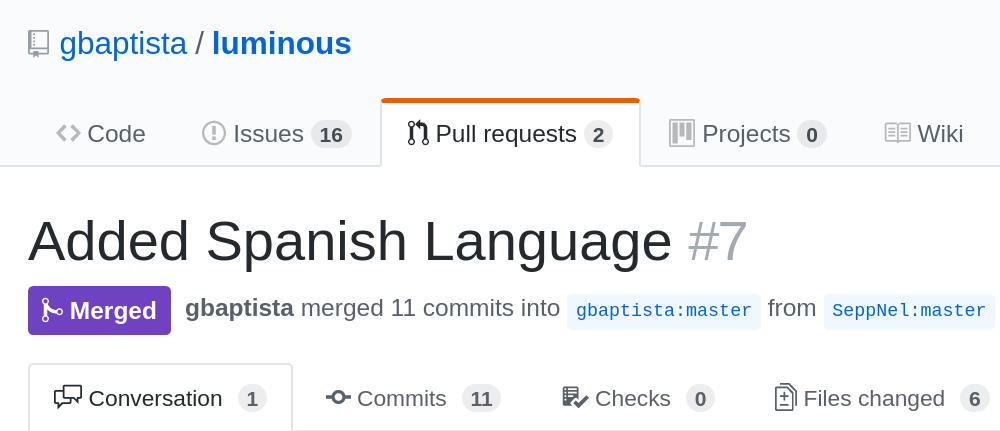 gbaptista / luminous
Code Issues 16 Pull requests 2 Projects 0 Wiki
Added Spanish Language #7
Merged gbaptista merged 11 commits into gbaptista:master from SeppNel:master
Conversation 1 Commits 11 Checks 0 Files changed 6